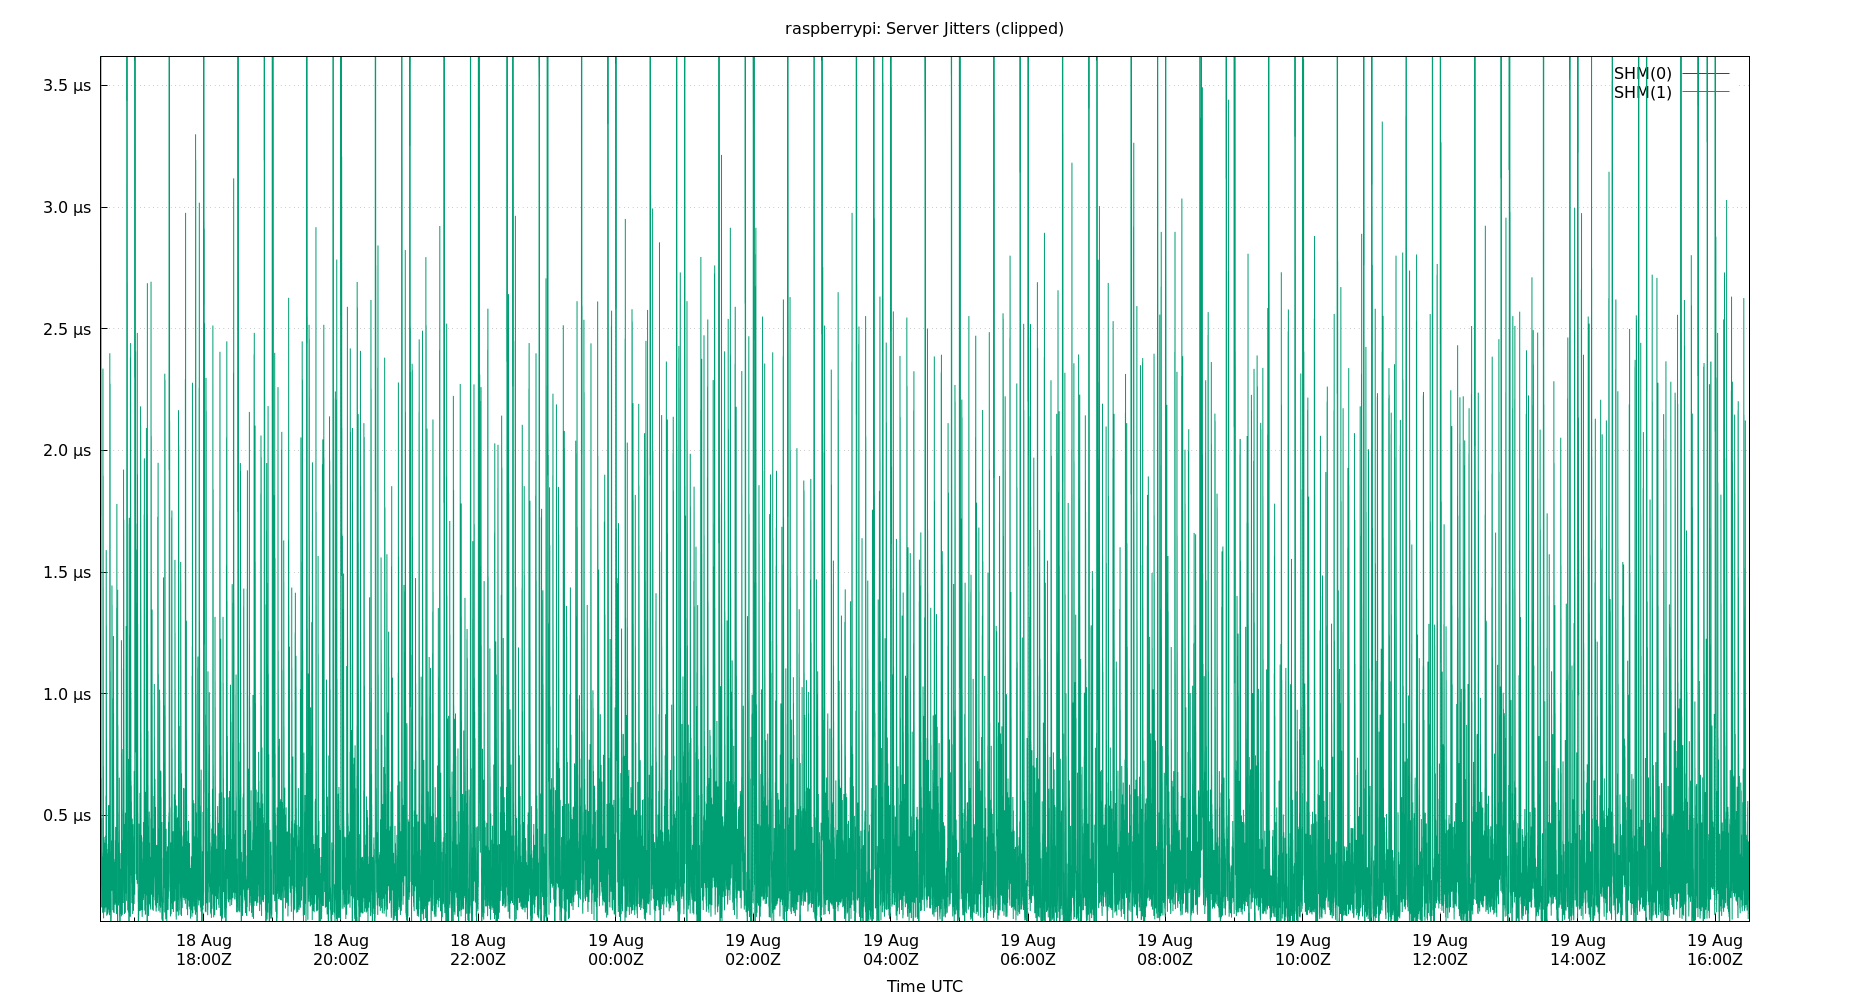 raspberrypi: Server Jitters (clipped)
SHM(0)
SHM(1)
3.5 µs
3.0 µs
2.5 µs
2.0 µs
1.5 µs
1.0 µs
0.5 µs
18 Aug 18 Aug 18 Aug 19 Aug 19 Aug 19 Aug 19 Aug 19 Aug 19 Aug 19 Aug 19 Aug 19 Aug
18:00Z 20:00Z 22:00Z 00:00Z 02:00Z 04:00Z 06:00Z 08:00Z 10:00Z 12:00Z 14:00Z 16:00Z
Time UTC